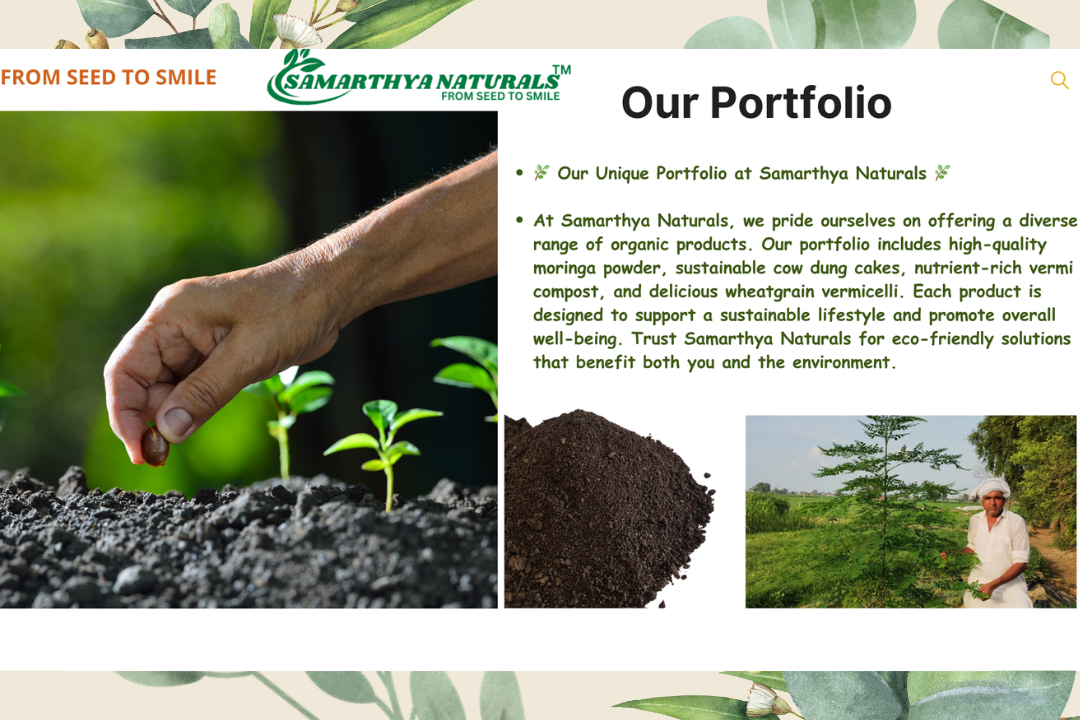 FROM SEED TO SMILE
SAMARTHYA NATURALS™
FROM SEED TO SMILE
Our Portfolio
• 🌿 Our Unique Portfolio at Samarthya Naturals 🌿
• At Samarthya Naturals, we pride ourselves on offering a diverse
range of organic products. Our portfolio includes high-quality
moringa powder, sustainable cow dung cakes, nutrient-rich vermi
compost, and delicious wheatgrain vermicelli. Each product is
designed to support a sustainable lifestyle and promote overall
well-being. Trust Samarthya Naturals for eco-friendly solutions
that benefit both you and the environment.